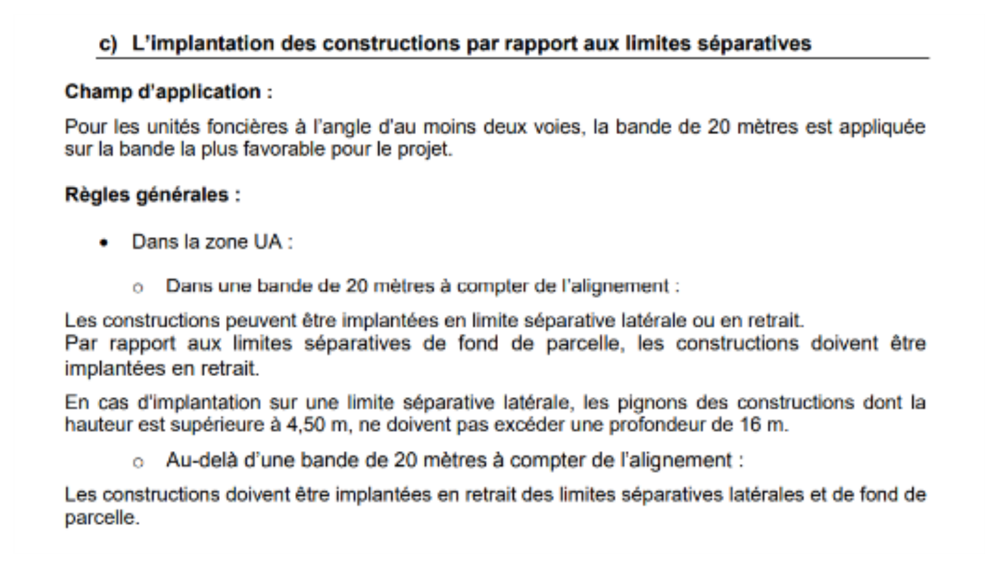 c) L'implantation des constructions par rapport aux limites séparatives
Champ d'application :
Pour les unités foncières à l'angle d'au moins deux voies, la bande de 20 mètres est appliquée
sur la bande la plus favorable pour le projet.
Règles générales :
• Dans la zone UA :
o Dans une bande de 20 mètres à compter de l'alignement :
Les constructions peuvent être implantées en limite séparative latérale ou en retrait.
Par rapport aux limites séparatives de fond de parcelle, les constructions doivent être
implantées en retrait.
En cas d'implantation sur une limite séparative latérale, les pignons des constructions dont la
hauteur est supérieure à 4,50 m, ne doivent pas excéder une profondeur de 16 m.
o Au-delà d'une bande de 20 mètres à compter de l'alignement :
Les constructions doivent être implantées en retrait des limites séparatives latérales et de fond de
parcelle.